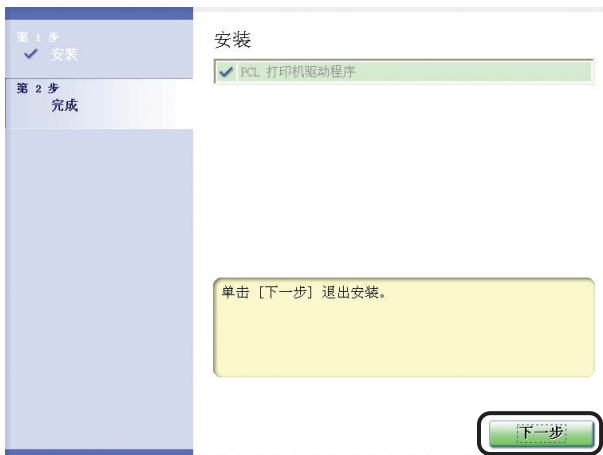 第 1 步
安装
第 2 步
完成
安装
PCL 打印机驱动程序
单击 [下一步] 退出安装。
下一步